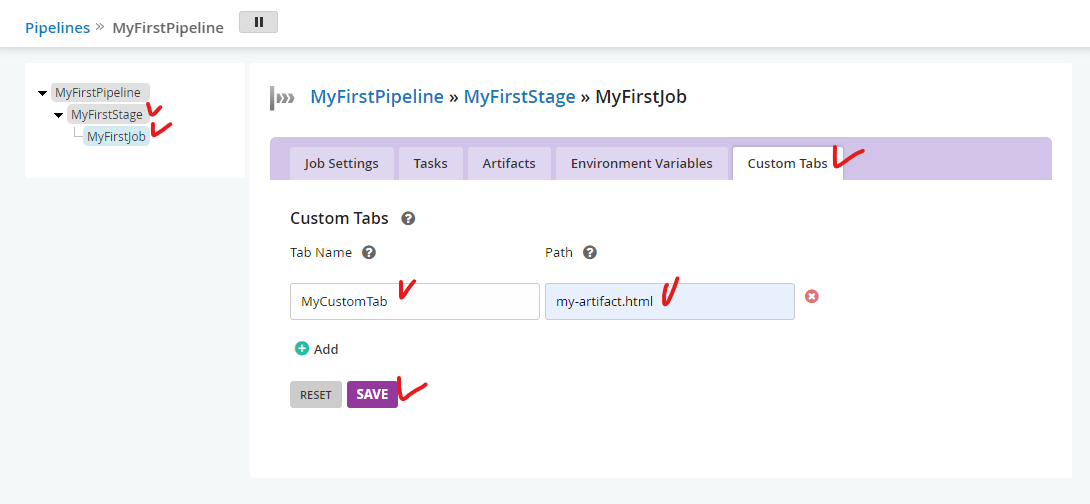 Pipelines » MyFirstPipeline
MyFirstPipeline
MyFirstStage
MyFirstJob
MyFirstPipeline » MyFirstStage » MyFirstJob
Job Settings Tasks Artifacts Environment Variables Custom Tabs
Custom Tabs ?
Tab Name ? Path ?
MyCustomTab my-artifact.html
Add
RESET SAVE